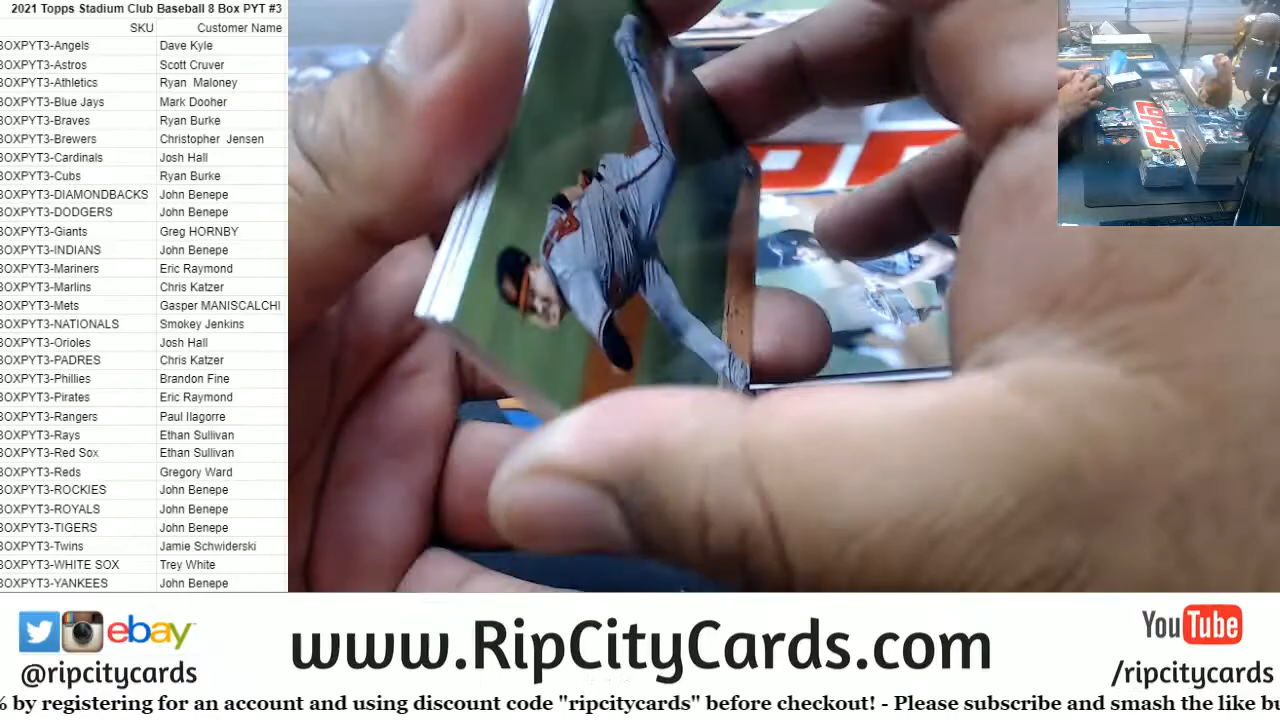 2021 Topps Stadium Club Baseball 8 Box PYT #3
SKU Customer Name
BOXPYT3-Angels Dave Kyle
BOXPYT3-Astros Scott Cruver
BOXPYT3-Athletics Ryan Maloney
BOXPYT3-Blue Jays Mark Dooher
BOXPYT3-Braves Ryan Burke
BOXPYT3-Brewers Christopher Jensen
BOXPYT3-Cardinals Josh Hall
BOXPYT3-Cubs Ryan Burke
BOXPYT3-DIAMONDBACKS John Benepe
BOXPYT3-DODGERS John Benepe
BOXPYT3-Giants Greg HORNBY
BOXPYT3-INDIANS John Benepe
BOXPYT3-Mariners Eric Raymond
BOXPYT3-Marlins Chris Katzer
BOXPYT3-Mets Gasper MANISCALCHI
BOXPYT3-NATIONALS Smokey Jenkins
BOXPYT3-Orioles Josh Hall
BOXPYT3-PADRES Chris Katzer
BOXPYT3-Phillies Brandon Fine
BOXPYT3-Pirates Eric Raymond
BOXPYT3-Rangers Paul Ilagorre
BOXPYT3-Rays Ethan Sullivan
BOXPYT3-Red Sox Ethan Sullivan
BOXPYT3-Reds Gregory Ward
BOXPYT3-ROCKIES John Benepe
BOXPYT3-ROYALS John Benepe
BOXPYT3-TIGERS John Benepe
BOXPYT3-Twins Jamie Schwiderski
BOXPYT3-WHITE SOX Trey White
BOXPYT3-YANKEES John Benepe
TOPPS
ebay
@ripcitycards
www.RipCityCards.com
YouTube
/ripcitycards
% by registering for an account and using discount code "ripcitycards" before checkout! - Please subscribe and smash the like bu